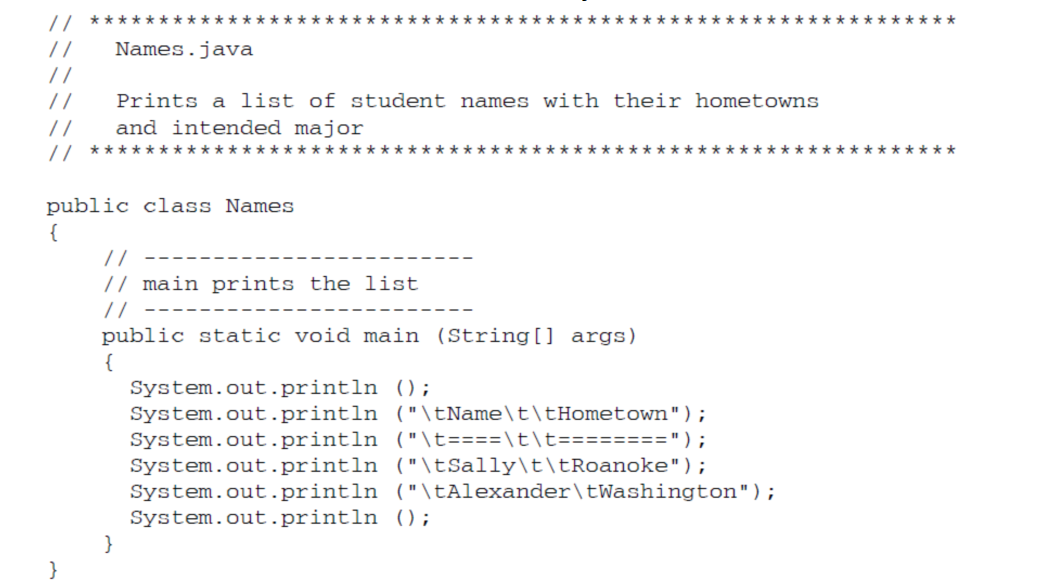 // ***************************************************************
//   Names.java
//
//   Prints a list of student names with their hometowns
//   and intended major
// ***************************************************************
public class Names
{
    // ------------------------
    // main prints the list
    // ------------------------
    public static void main (String[] args)
    {
      System.out.println ();
      System.out.println ("\tName\t\tHometown");
      System.out.println ("\t====\t\t========");
      System.out.println ("\tSally\t\tRoanoke");
      System.out.println ("\tAlexander\tWashington");
      System.out.println ();
    }
}